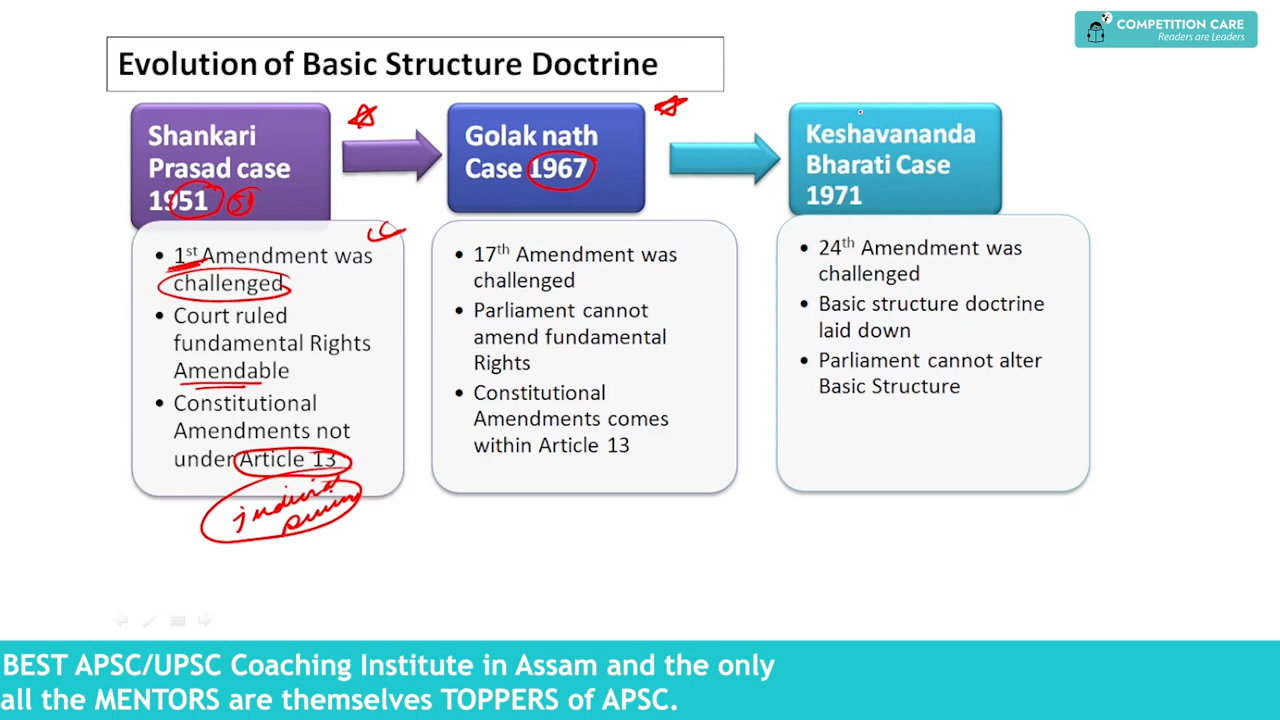 COMPETITION CARE
Readers are Leaders
Evolution of Basic Structure Doctrine
Shankari
Prasad case
1951
51
1st Amendment was
challenged
Court ruled
fundamental Rights
Amendable
Constitutional
Amendments not
under Article 13
Golak nath
Case 1967
17th Amendment was
challenged
Parliament cannot
amend fundamental
Rights
Constitutional
Amendments comes
within Article 13
Keshavananda
Bharati Case
1971
24th Amendment was
challenged
Basic structure doctrine
laid down
Parliament cannot alter
Basic Structure
BEST APSC/UPSC Coaching Institute in Assam and the only
all the MENTORS are themselves TOPPERS of APSC.